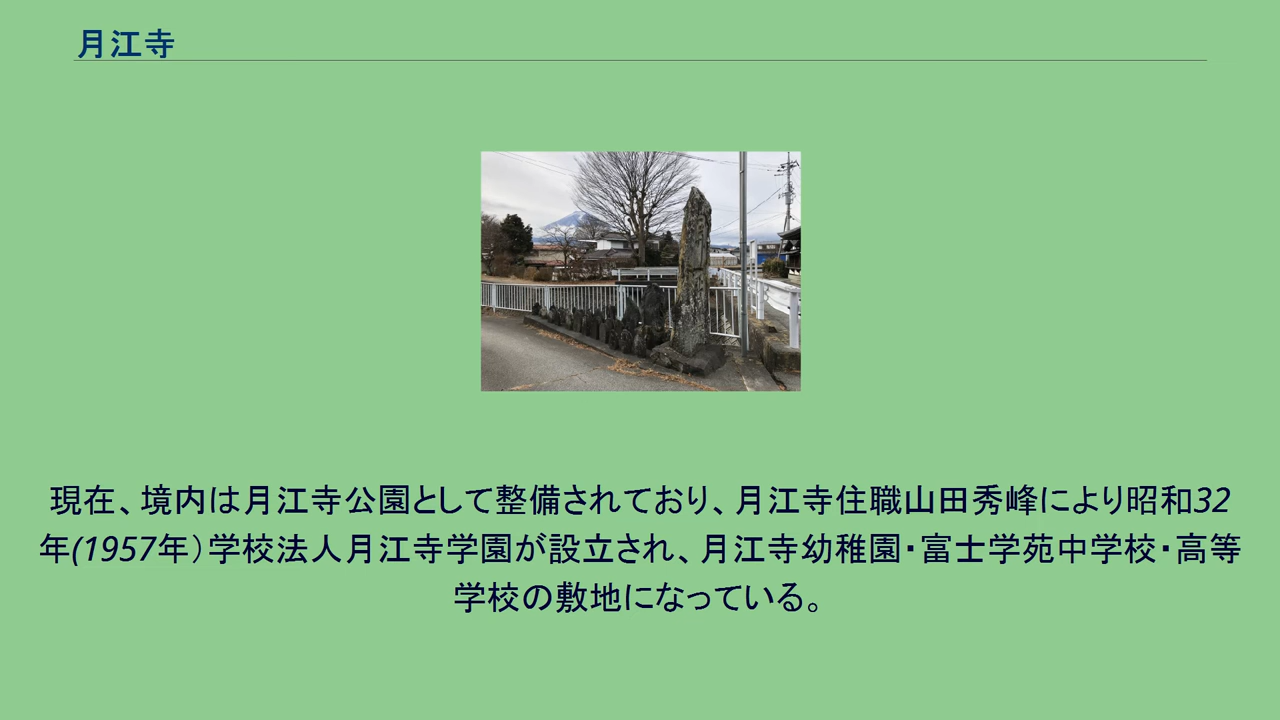 月江寺
現在、境内は月江寺公園として整備されており、月江寺住職山田秀峰により昭和32
年(1957年）学校法人月江寺学園が設立され、月江寺幼稚園・富士学苑中学校・高等
学校の敷地になっている。